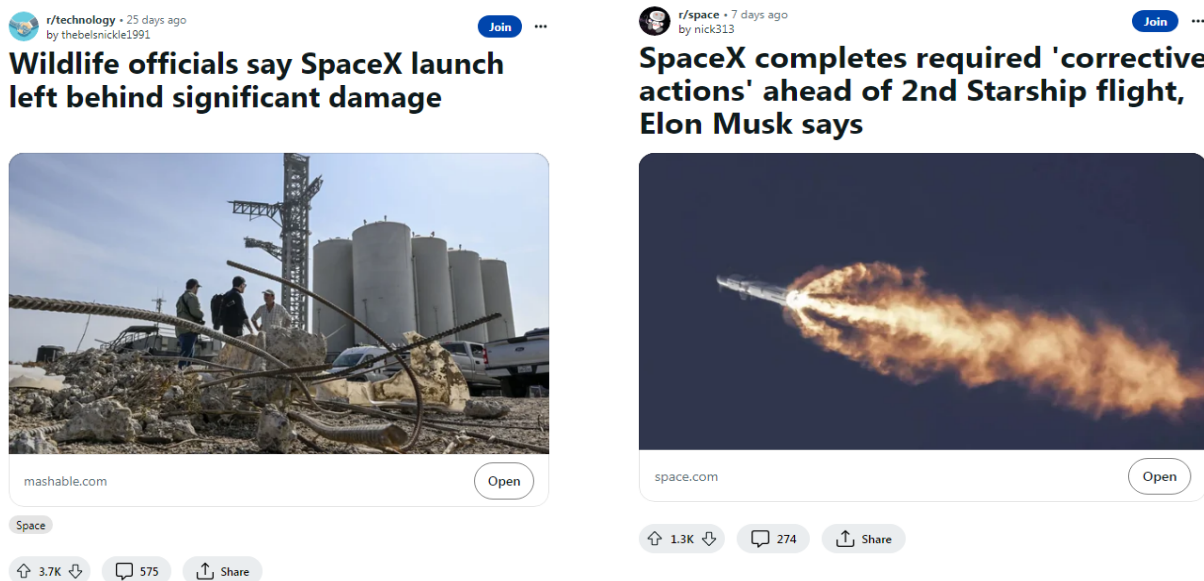 r/technology • 25 days ago
by thebelsnickle1991
Join
Wildlife officials say SpaceX launch
left behind significant damage
mashable.com
Open
Space
3.7K
575
Share
r/space • 7 days ago
by nick313
Join
SpaceX completes required 'corrective
actions' ahead of 2nd Starship flight,
Elon Musk says
space.com
Open
1.3K
274
Share